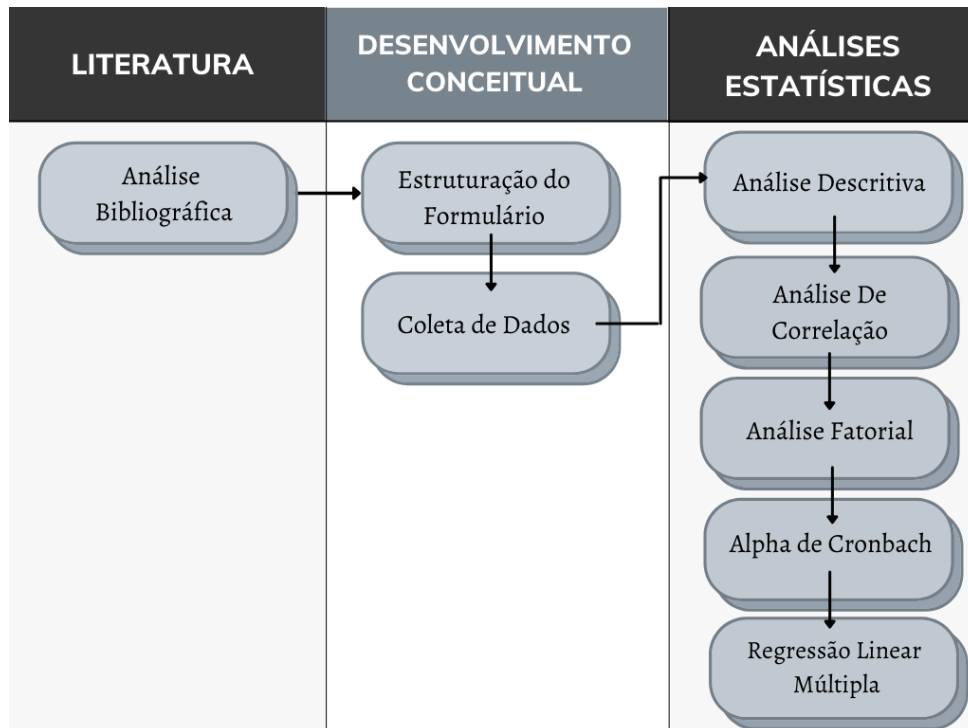 LITERATURA
DESENVOLVIMENTO
CONCEITUAL
ANÁLISES
ESTATÍSTICAS
Análise
Bibliográfica
Estruturação do
Formulário
Coleta de Dados
Análise Descritiva
Análise De
Correlação
Análise Fatorial
Alpha de Cronbach
Regressão Linear
Múltipla